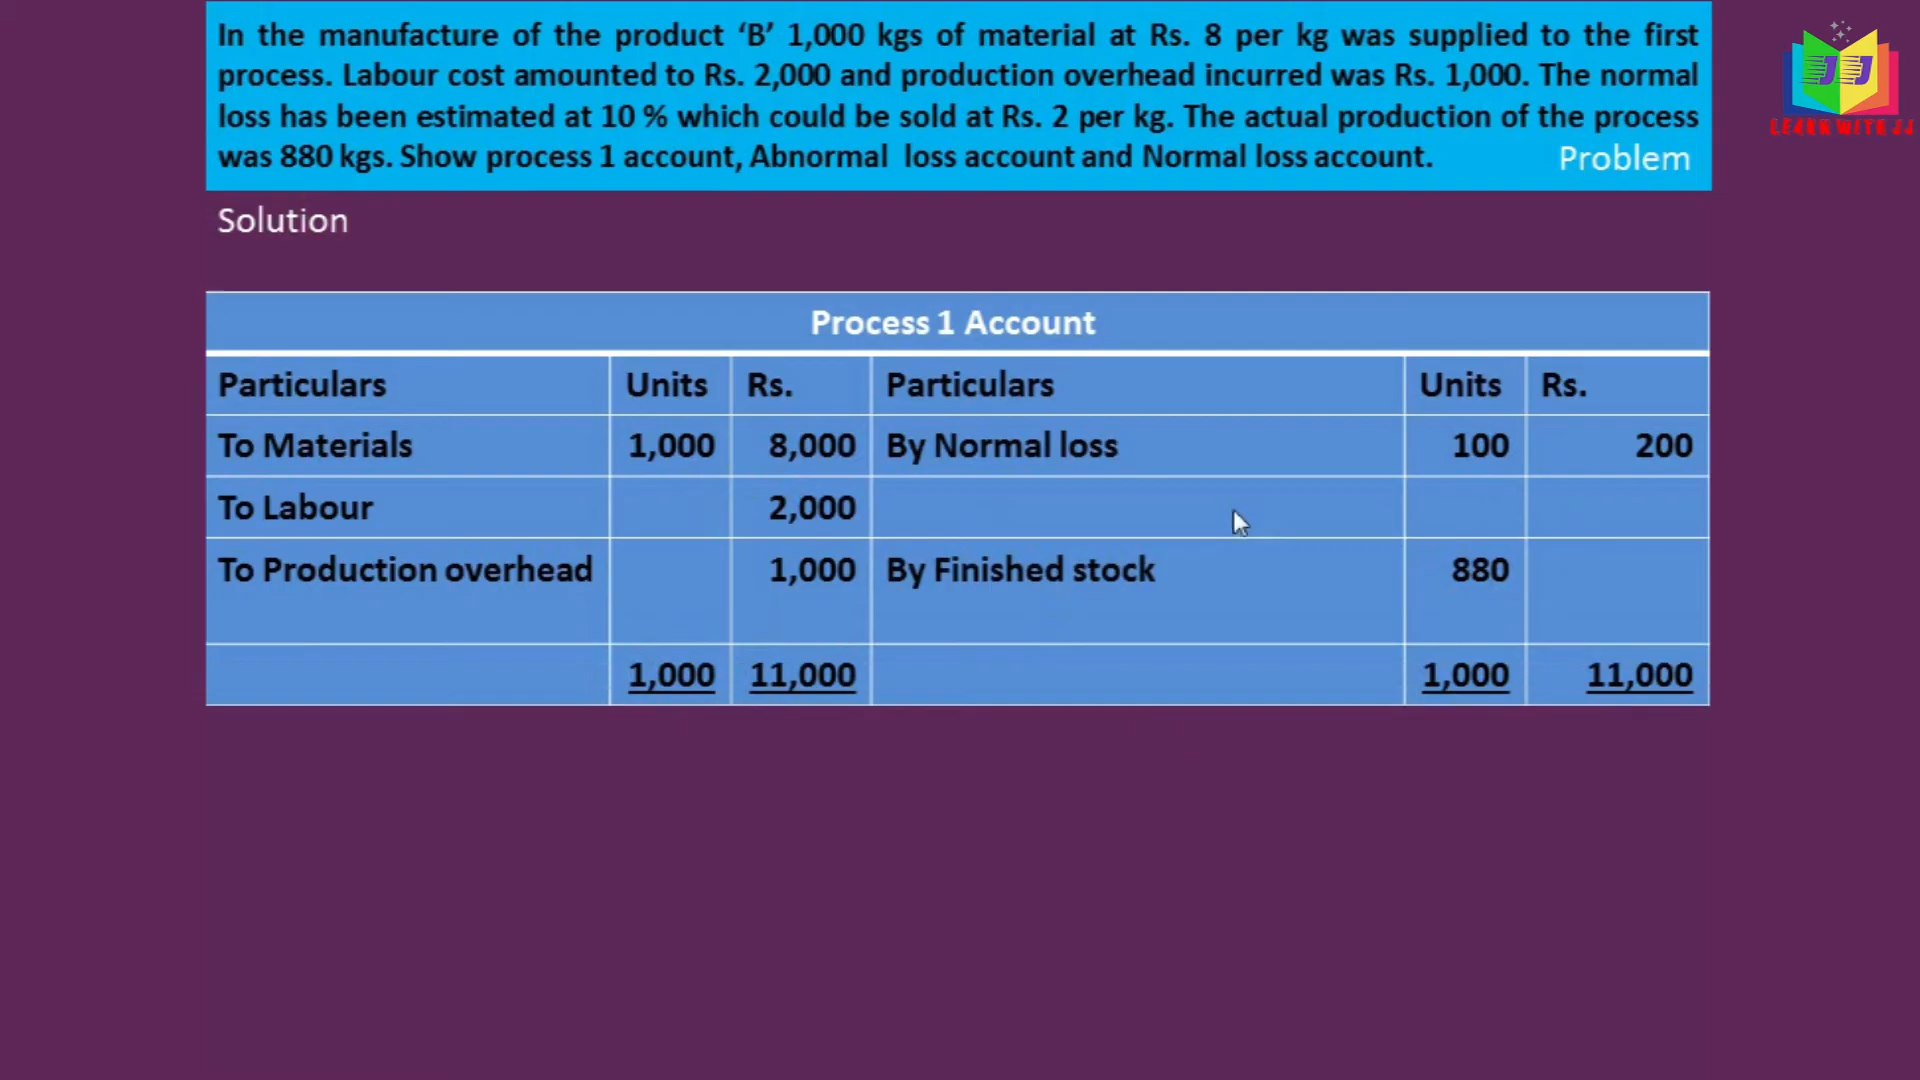 In the manufacture of the product ‘B’ 1,000 kgs of material at Rs. 8 per kg was supplied to the first
process. Labour cost amounted to Rs. 2,000 and production overhead incurred was Rs. 1,000. The normal
loss has been estimated at 10 % which could be sold at Rs. 2 per kg. The actual production of the process
was 880 kgs. Show process 1 account, Abnormal loss account and Normal loss account. Problem
LEARN WITH JJ
Solution
Process 1 Account
Particulars Units Rs. Particulars Units Rs.
To Materials 1,000 8,000 By Normal loss 100 200
To Labour 2,000
To Production overhead 1,000 By Finished stock 880
1,000 11,000 1,000 11,000